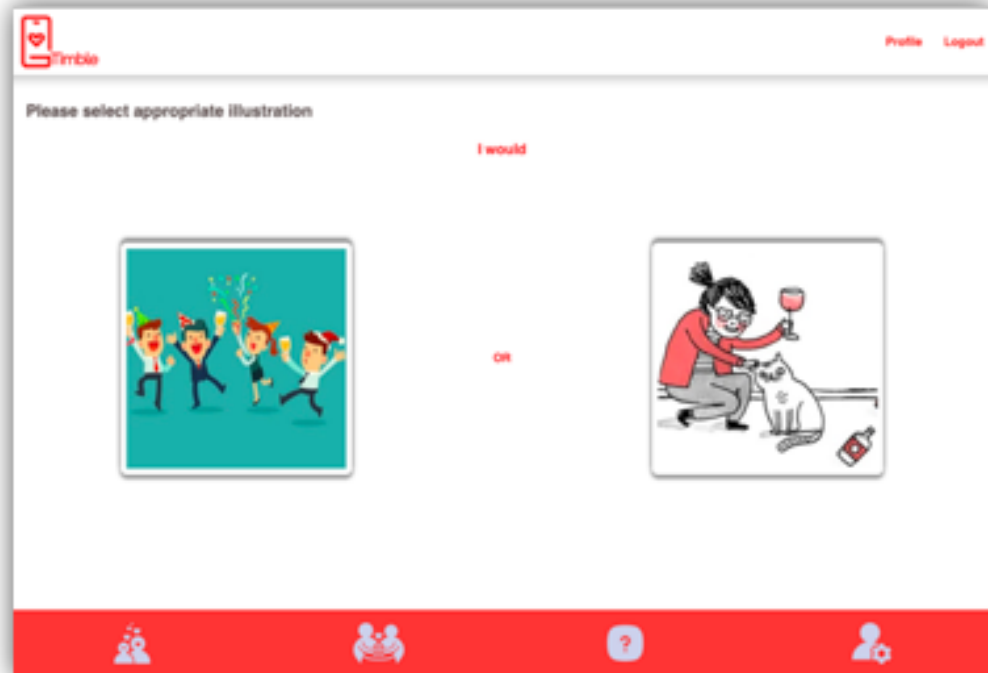 Timble
Profile Logout
Please select appropriate illustration
I would
OR
?